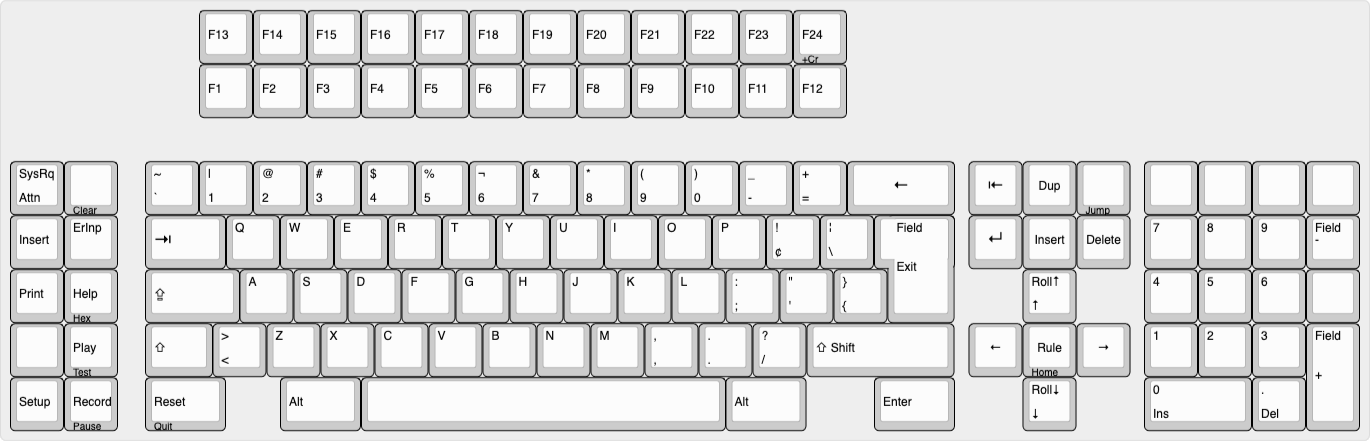 F13 F14 F15 F16 F17 F18 F19 F20 F21 F22 F23 F24
+Cr
F1 F2 F3 F4 F5 F6 F7 F8 F9 F10 F11 F12
SysRq ~ | @ # $ % ¬ & * ( ) _ +
← |← Dup
Attn ` 1 2 3 4 5 6 7 8 9 0 - =
Clear Jump
ErInp Q W E R T Y U I O P ! ¦ Field 7 8 9 Field
Insert →| ↵ Insert Delete -
¢ \
Exit
A S D F G H J K L : " } Roll↑ 4 5 6
Print Help ⇪
; ' { ↑
Hex
> Z X C V B N M , . ? 1 2 3 Field
Play ⇧ ⇧ Shift ← Rule →
< , . /
Test Home +
Roll↓ 0 .
Setup Record Reset Alt Alt Enter
↓ Ins Del
Pause Quit